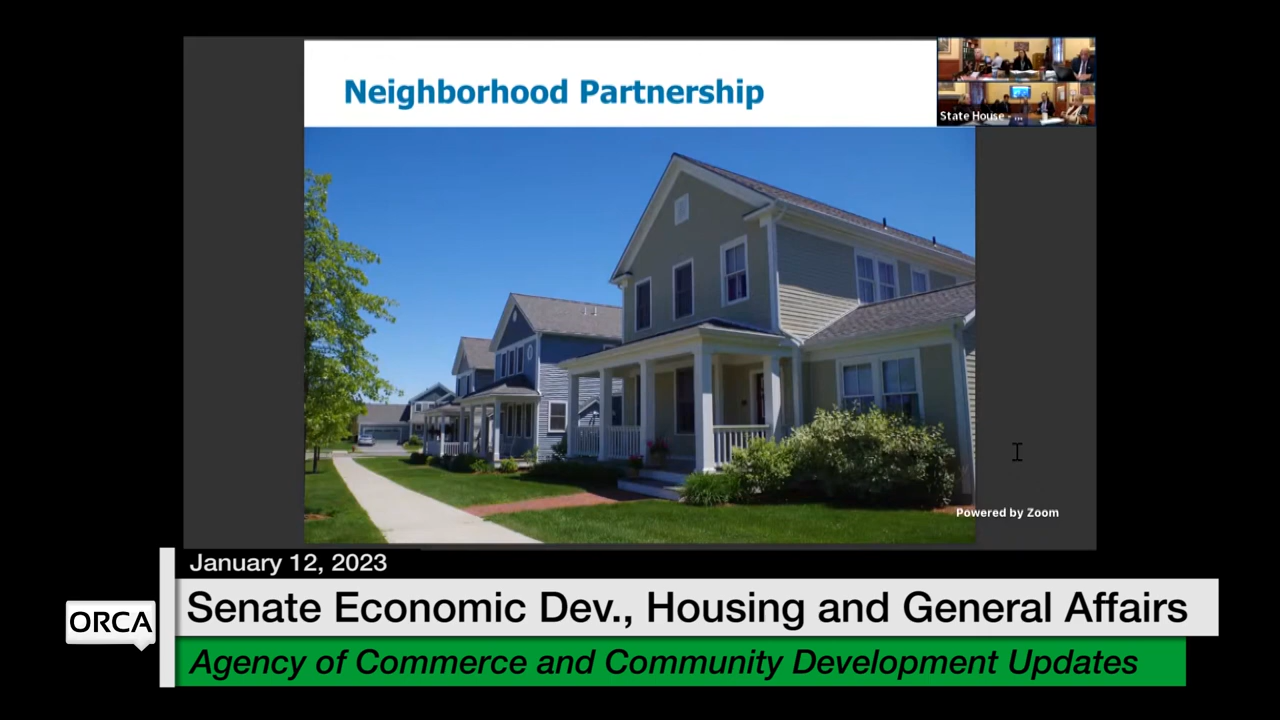 Neighborhood Partnership
State House - ...
Powered by Zoom
January 12, 2023
Senate Economic Dev., Housing and General Affairs
ORCA
Agency of Commerce and Community Development Updates